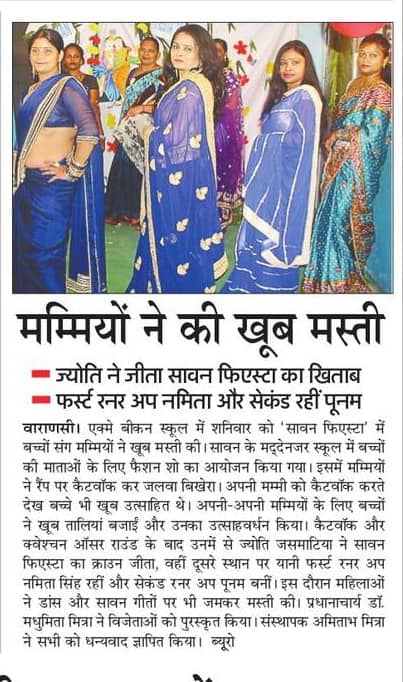 मम्मियों ने की खूब मस्ती
ज्योति ने जीता सावन फिएस्टा का खिताब
फर्स्ट रनर अप नमिता और सेकंड रहीं पूनम
वाराणसी। एक्मे बीकन स्कूल में शनिवार को 'सावन फिएस्टा' में
बच्चों संग मम्मियों ने खूब मस्ती की। सावन के मद्देनजर स्कूल में बच्चों
की माताओं के लिए फैशन शो का आयोजन किया गया। इसमें मम्मियों
ने रैंप पर कैटवॉक कर जलवा बिखेरा। अपनी मम्मी को कैटवॉक करते
देख बच्चे भी खूब उत्साहित थे। अपनी-अपनी मम्मियों के लिए बच्चों
ने खूब तालियां बजाईं और उनका उत्साहवर्धन किया। कैटवॉक और
क्वेश्चन ऑसर राउंड के बाद उनमें से ज्योति जसमाटिया ने सावन
फिएस्टा का क्राउन जीता, वहीं दूसरे स्थान पर यानी फर्स्ट रनर अप
नमिता सिंह रहीं और सेकंड रनर अप पूनम बनीं। इस दौरान महिलाओं
ने डांस और सावन गीतों पर भी जमकर मस्ती की। प्रधानाचार्य डॉ.
मधुमिता मित्रा ने विजेताओं को पुरस्कृत किया। संस्थापक अमिताभ मित्रा
ने सभी को धन्यवाद ज्ञापित किया। ब्यूरो